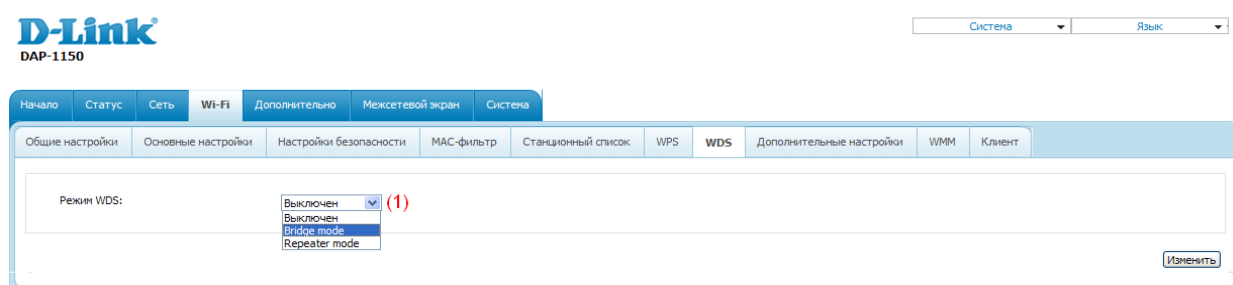 D-Link
DAP-1150
Система Язык
Начало Статус Сеть Wi-Fi Дополнительно Межсетевой экран Система
Общие настройки Основные настройки Настройки безопасности MAC-фильтр Станционный список WPS WDS Дополнительные настройки WMM Клиент
Режим WDS: Выключен (1)
Выключен
Bridge mode
Repeater mode
Изменить